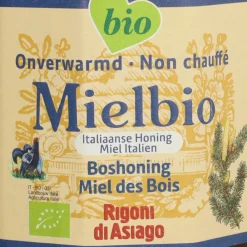 bio
Onverwarmd · Non chauffé
Mielbio
Italiaanse Honing
Miel Italien
Boshoning
Miel des Bois
Rigoni
di Asiago